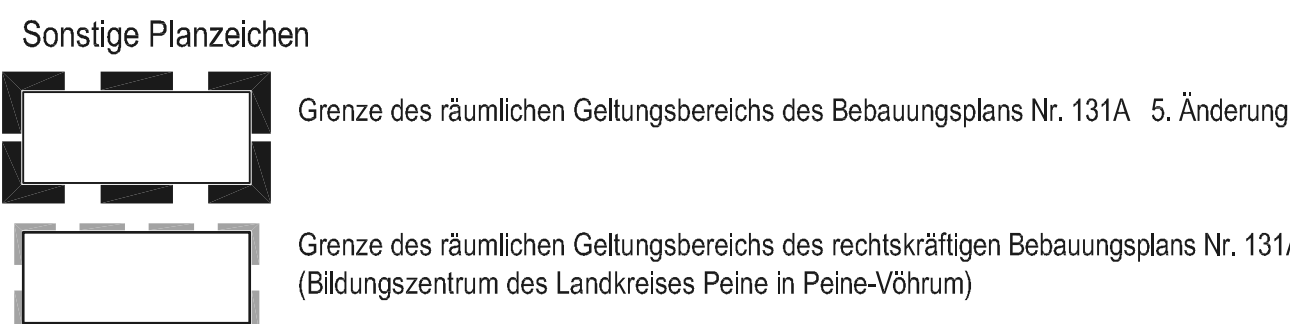 Sonstige Planzeichen
Grenze des räumlichen Geltungsbereichs des Bebauungsplans Nr. 131A 5. Änderung
Grenze des räumlichen Geltungsbereichs des rechtskräftigen Bebauungsplans Nr. 131A
(Bildungszentrum des Landkreises Peine in Peine-Vöhrum)